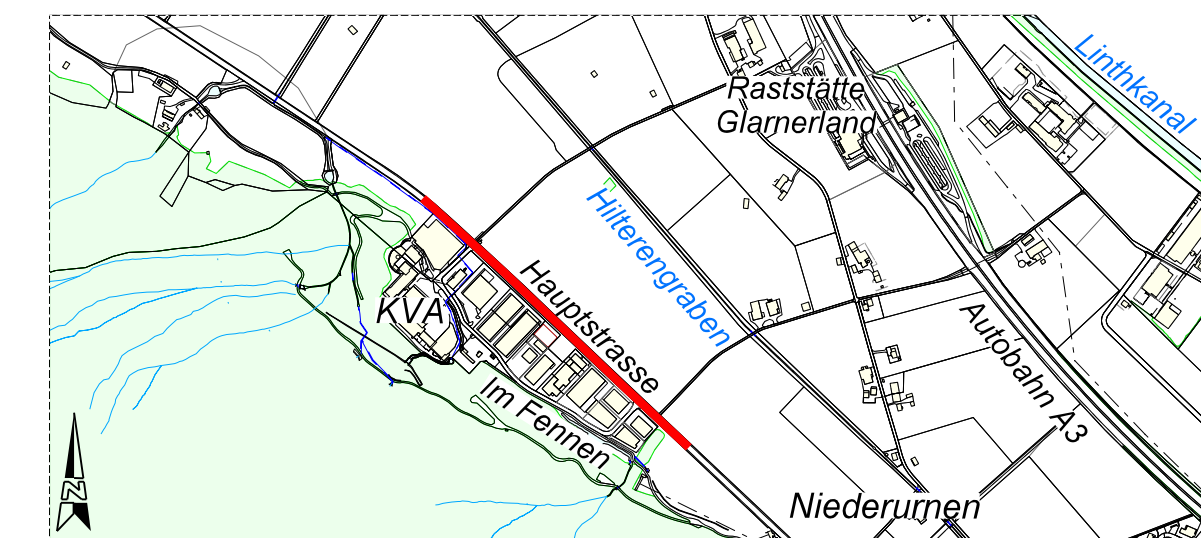 Linthkanal
Raststätte
Glarnerland
Hilterengraben
Hauptstrasse
KVA
Autobahn A3
Im Fennen
Niederurnen
N